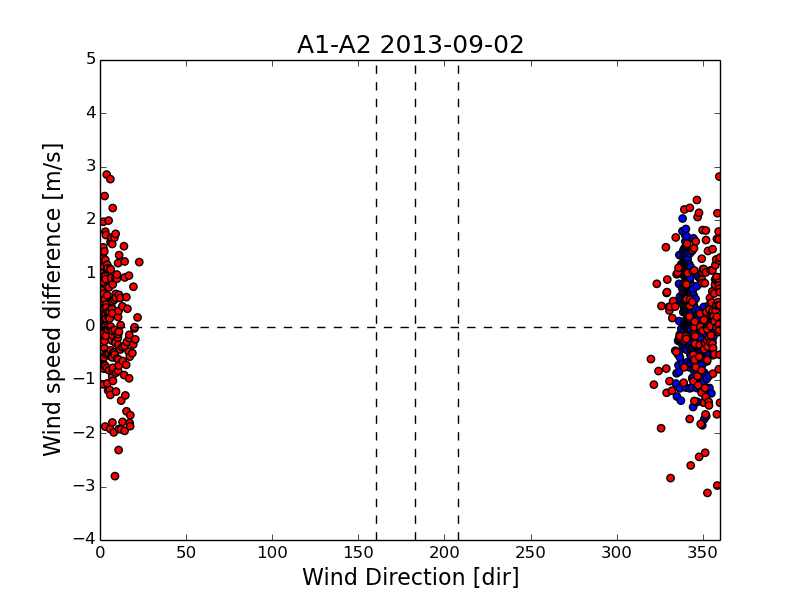 A1-A2 2013-09-02
5
4
3
2
1
0
−1
−2
−3
−4
Wind speed difference [m/s]
0 50 100 150 200 250 300 350
Wind Direction [dir]